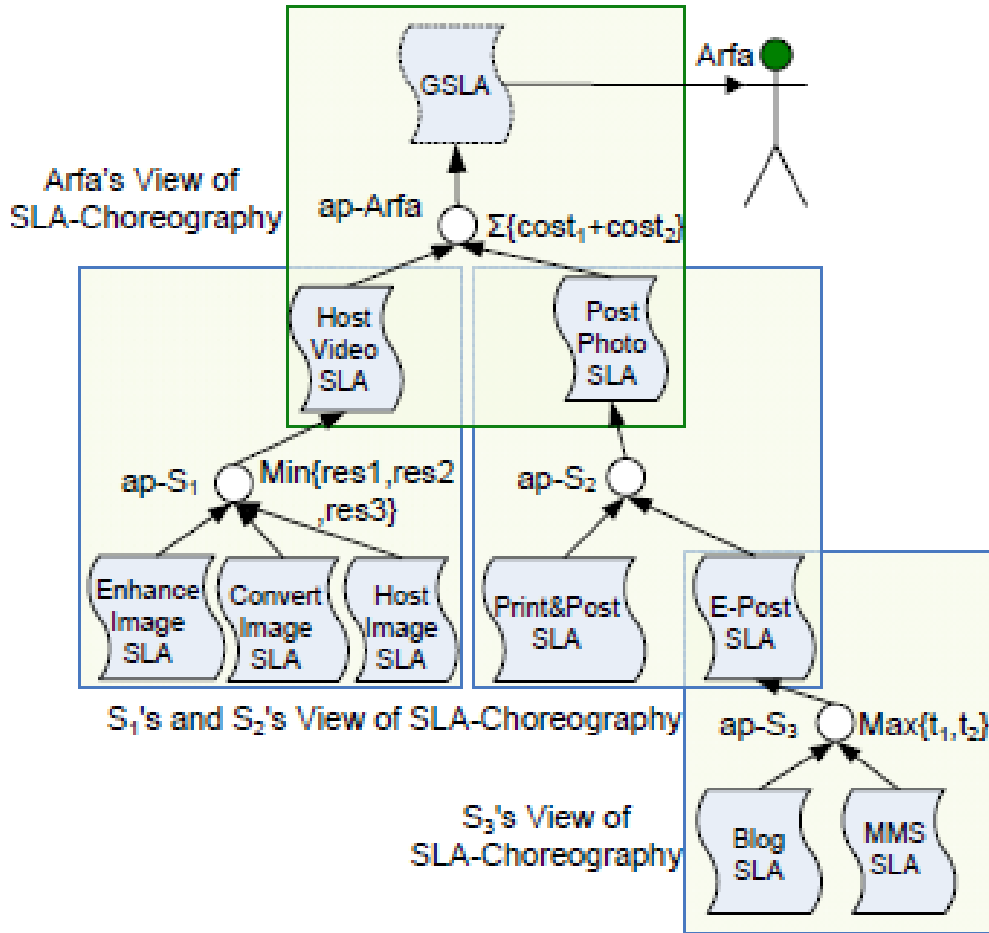 GSLA
Arfa
Arfa's View of
SLA-Choreography
ap-Arfa
Σ{cost₁+cost₂}
Host
Video
SLA
Post
Photo
SLA
ap-S₁
Min{res1,res2
,res3}
ap-S₂
Enhance
Image
SLA
Convert
Image
SLA
Host
Image
SLA
Print&Post
SLA
E-Post
SLA
S₁'s and S₂'s View of SLA-Choreography
ap-S₃
Max{t₁,t₂}
S₃'s View of
SLA-Choreography
Blog
SLA
MMS
SLA